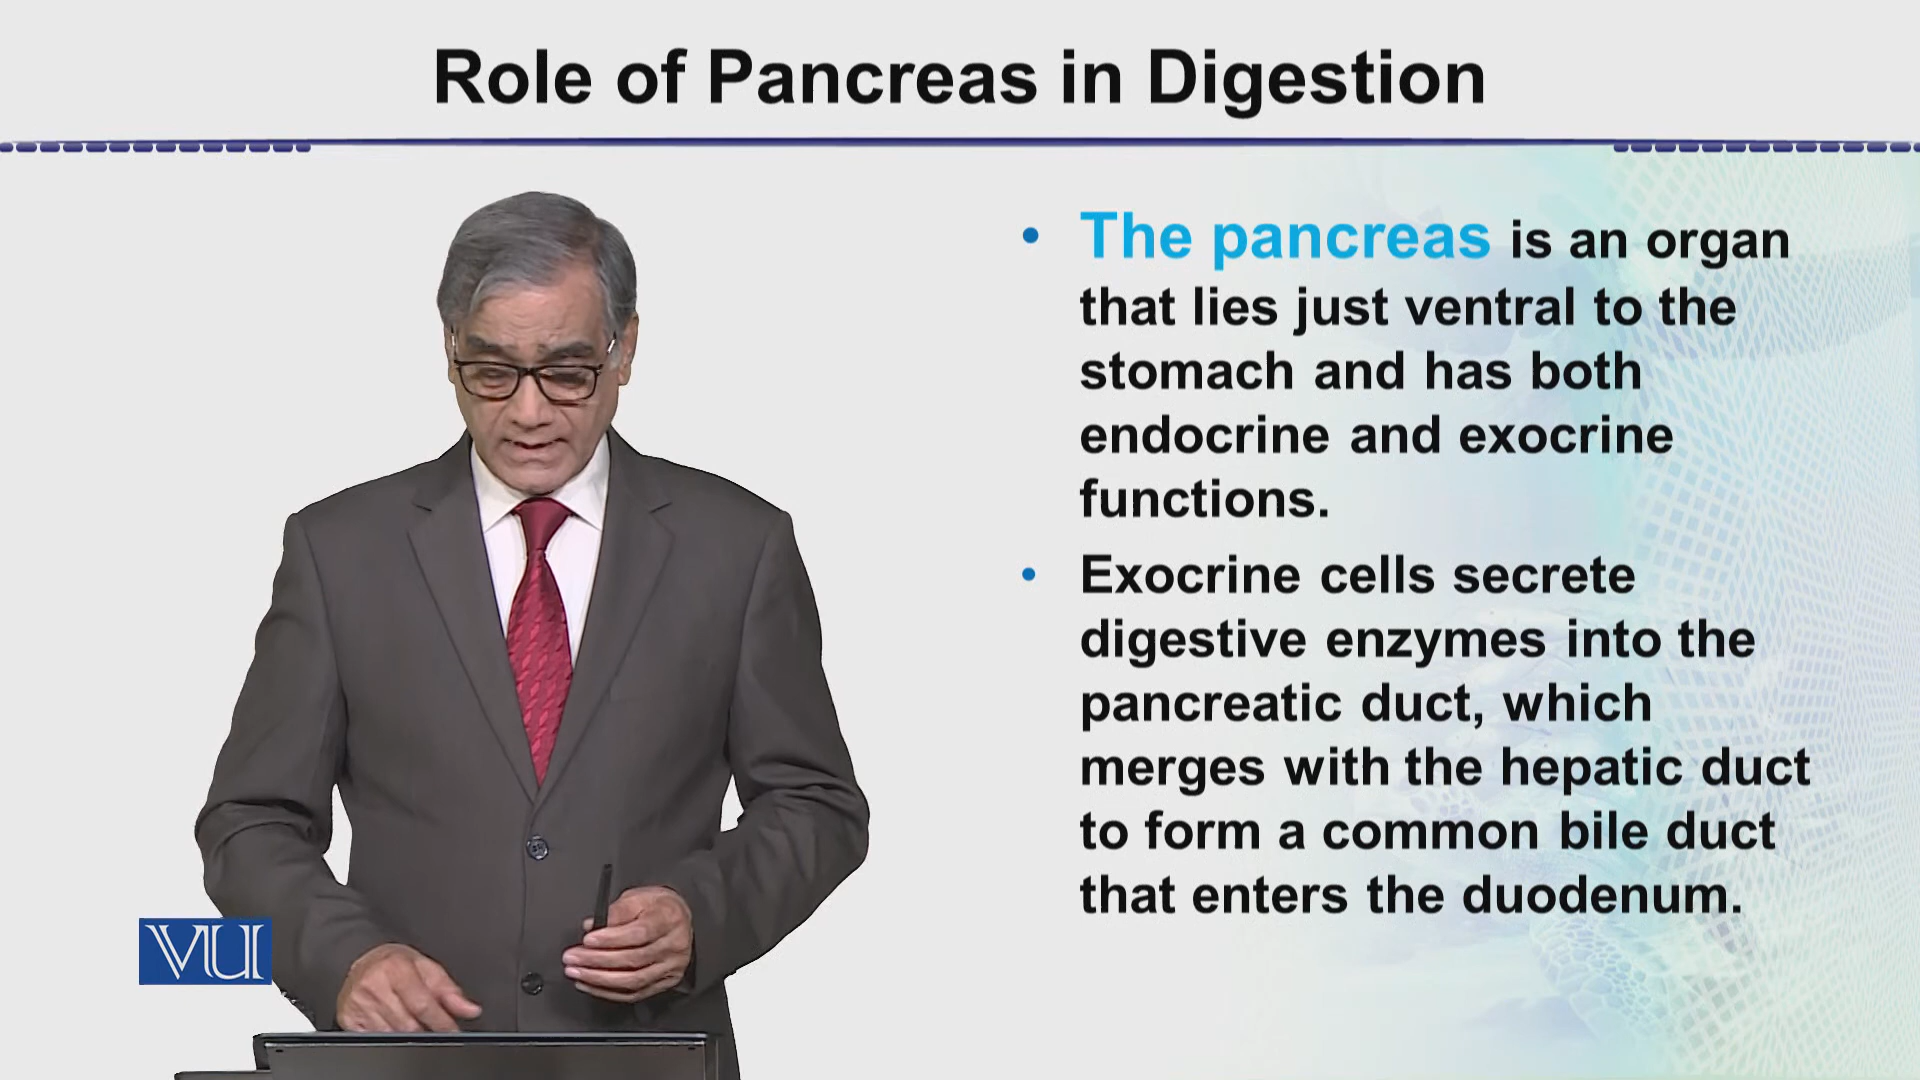 Role of Pancreas in Digestion
• The pancreas is an organ
that lies just ventral to the
stomach and has both
endocrine and exocrine
functions.
• Exocrine cells secrete
digestive enzymes into the
pancreatic duct, which
merges with the hepatic duct
to form a common bile duct
that enters the duodenum.
VU